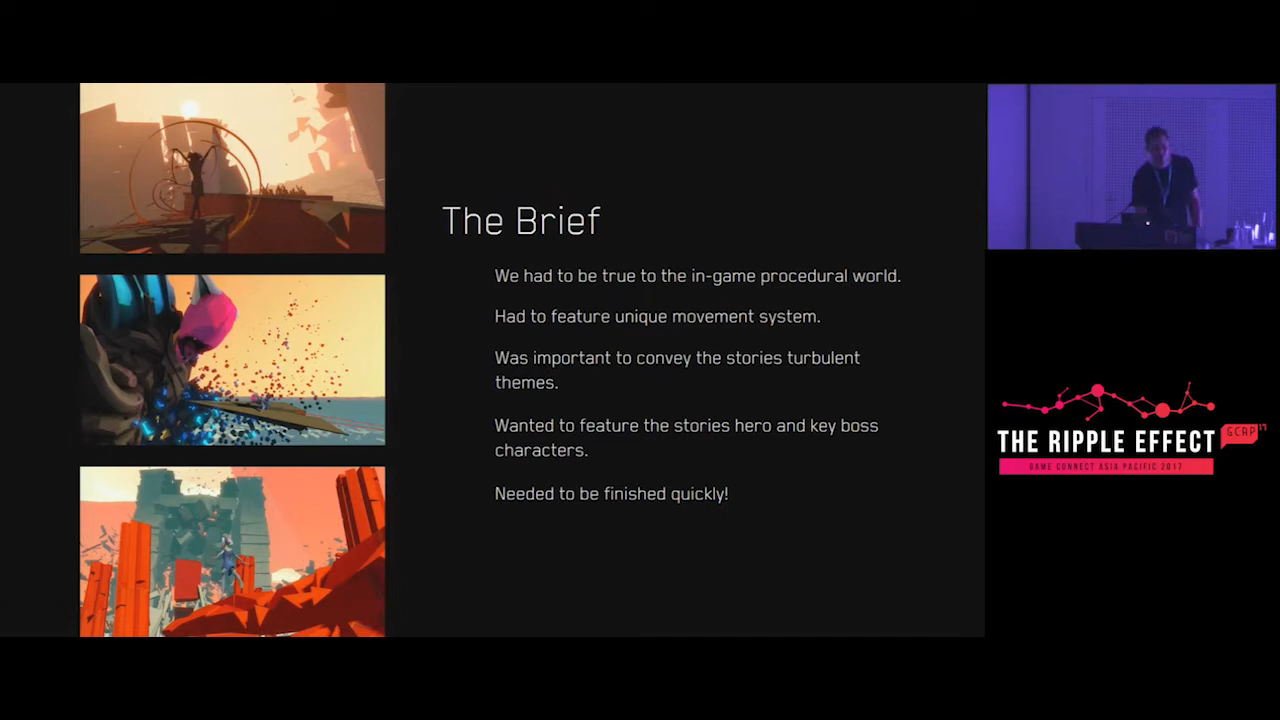 The Brief
We had to be true to the in-game procedural world.
Had to feature unique movement system.
Was important to convey the stories turbulent
themes.
Wanted to feature the stories hero and key boss
characters.
Needed to be finished quickly!
THE RIPPLE EFFECT
GCAP 17
GAME CONNECT ASIA PACIFIC 2017